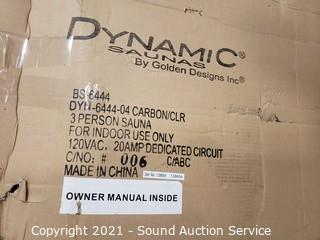 DYNAMIC®
SAUNAS
By Golden Designs Inc®
BS-6444
DYN-6444-04 CARBON/CLR
3 PERSON SAUNA
FOR INDOOR USE ONLY
120VAC, 20AMP DEDICATED CIRCUIT
C/NO: # 006 C/ABC
MADE IN CHINA
OWNER MANUAL INSIDE
Copyright 2021 - Sound Auction Service